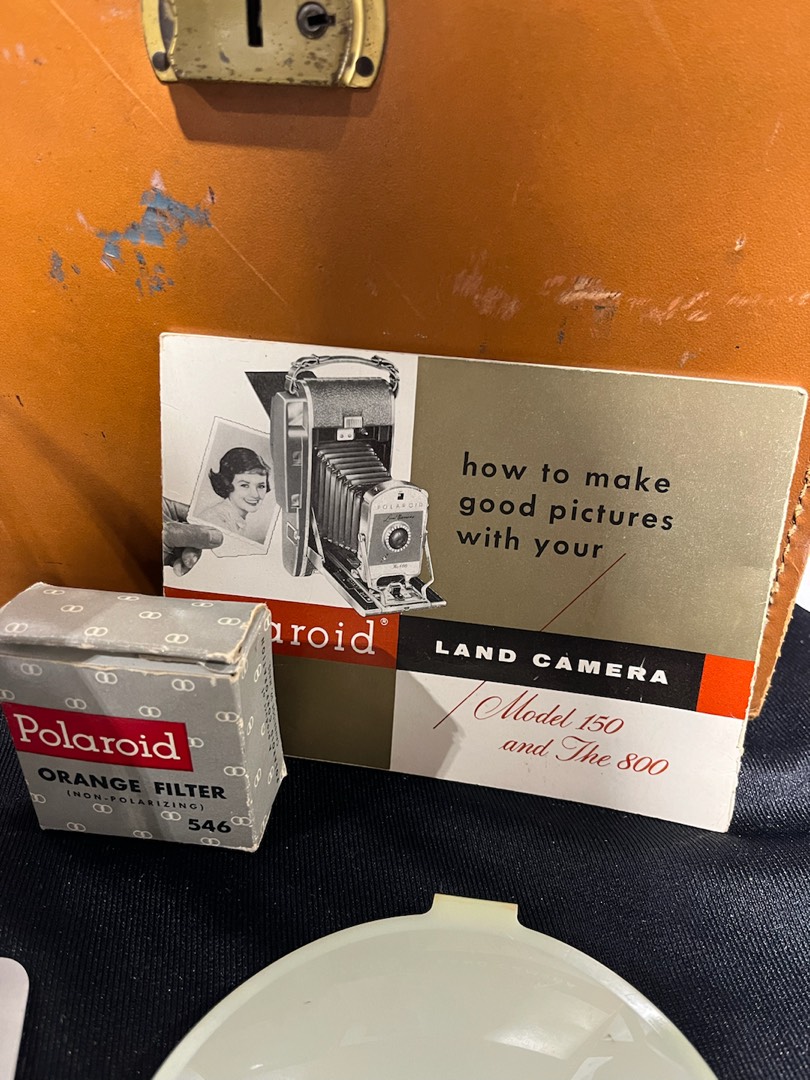 how to make
good pictures
with your
POLAROID
aroid®
LAND CAMERA
Model 150
and The 800
Polaroid
ORANGE FILTER
(NON-POLARIZING)
546